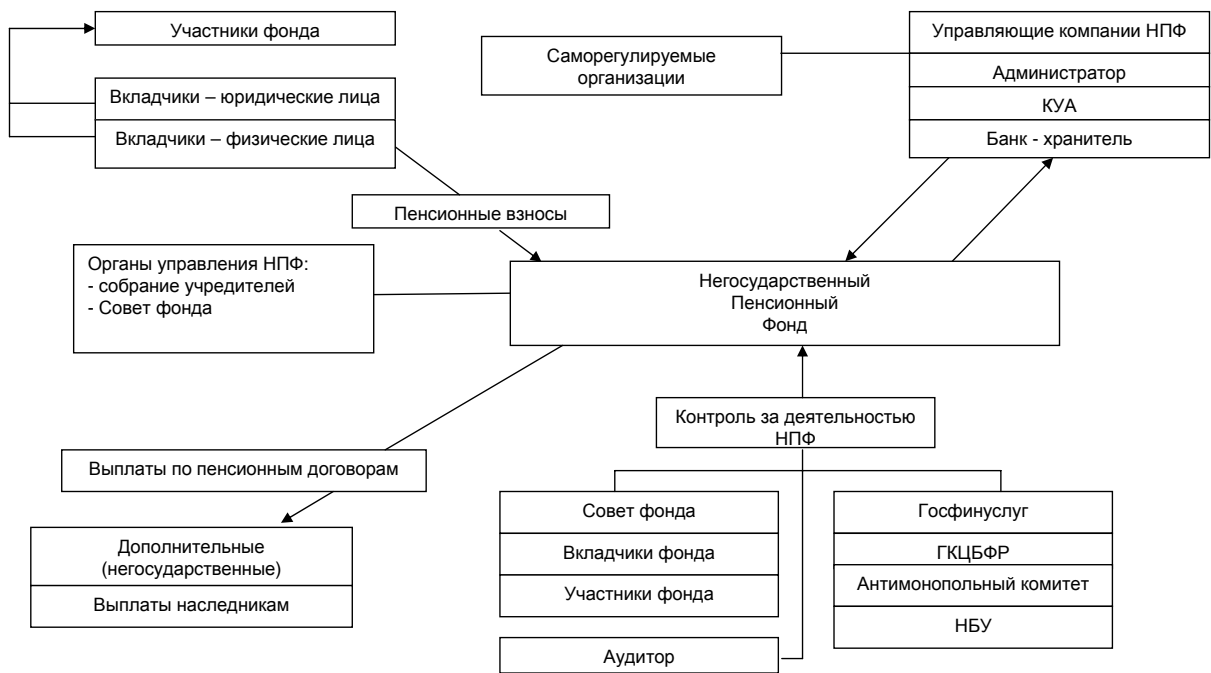 Участники фонда
Вкладчики – юридические лица
Вкладчики – физические лица
Саморегулируемые
организации
Управляющие компании НПФ
Администратор
КУА
Банк - хранитель
Пенсионные взносы
Органы управления НПФ:
- собрание учредителей
- Совет фонда
Негосударственный
Пенсионный
Фонд
Контроль за деятельностью
НПФ
Выплаты по пенсионным договорам
Дополнительные
(негосударственные)
Выплаты наследникам
Совет фонда
Вкладчики фонда
Участники фонда
Аудитор
Госфинуслуг
ГКЦБФР
Антимонопольный комитет
НБУ